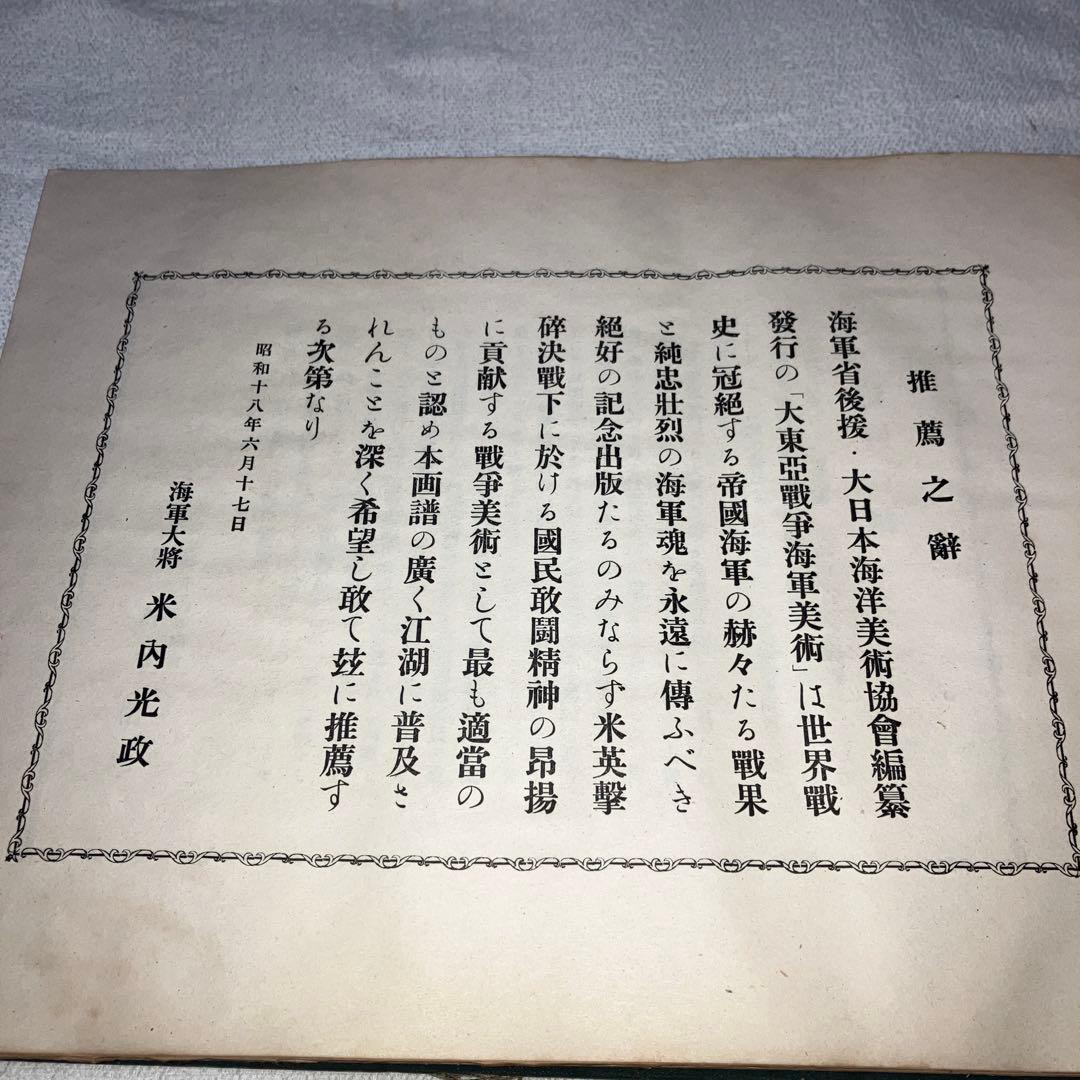 推薦之辭
海軍省後援・大日本海洋美術協會編纂
發行の「大東亞戰爭海軍美術」は世界戰
史に冠絶する帝國海軍の赫々たる戰果
と純忠壯烈の海軍魂を永遠に傳ふべき
絕好の記念出版たるのみならず米英擊
碎決戰下に於ける國民敢鬪精神の昂揚
に貢献する戰爭美術として最も適當の
ものと認め本画譜の廣く江湖に普及さ
れんことを深く希望し敢て玆に推薦す
る次第なり
昭和十八年六月十七日
海軍大將 米內光政